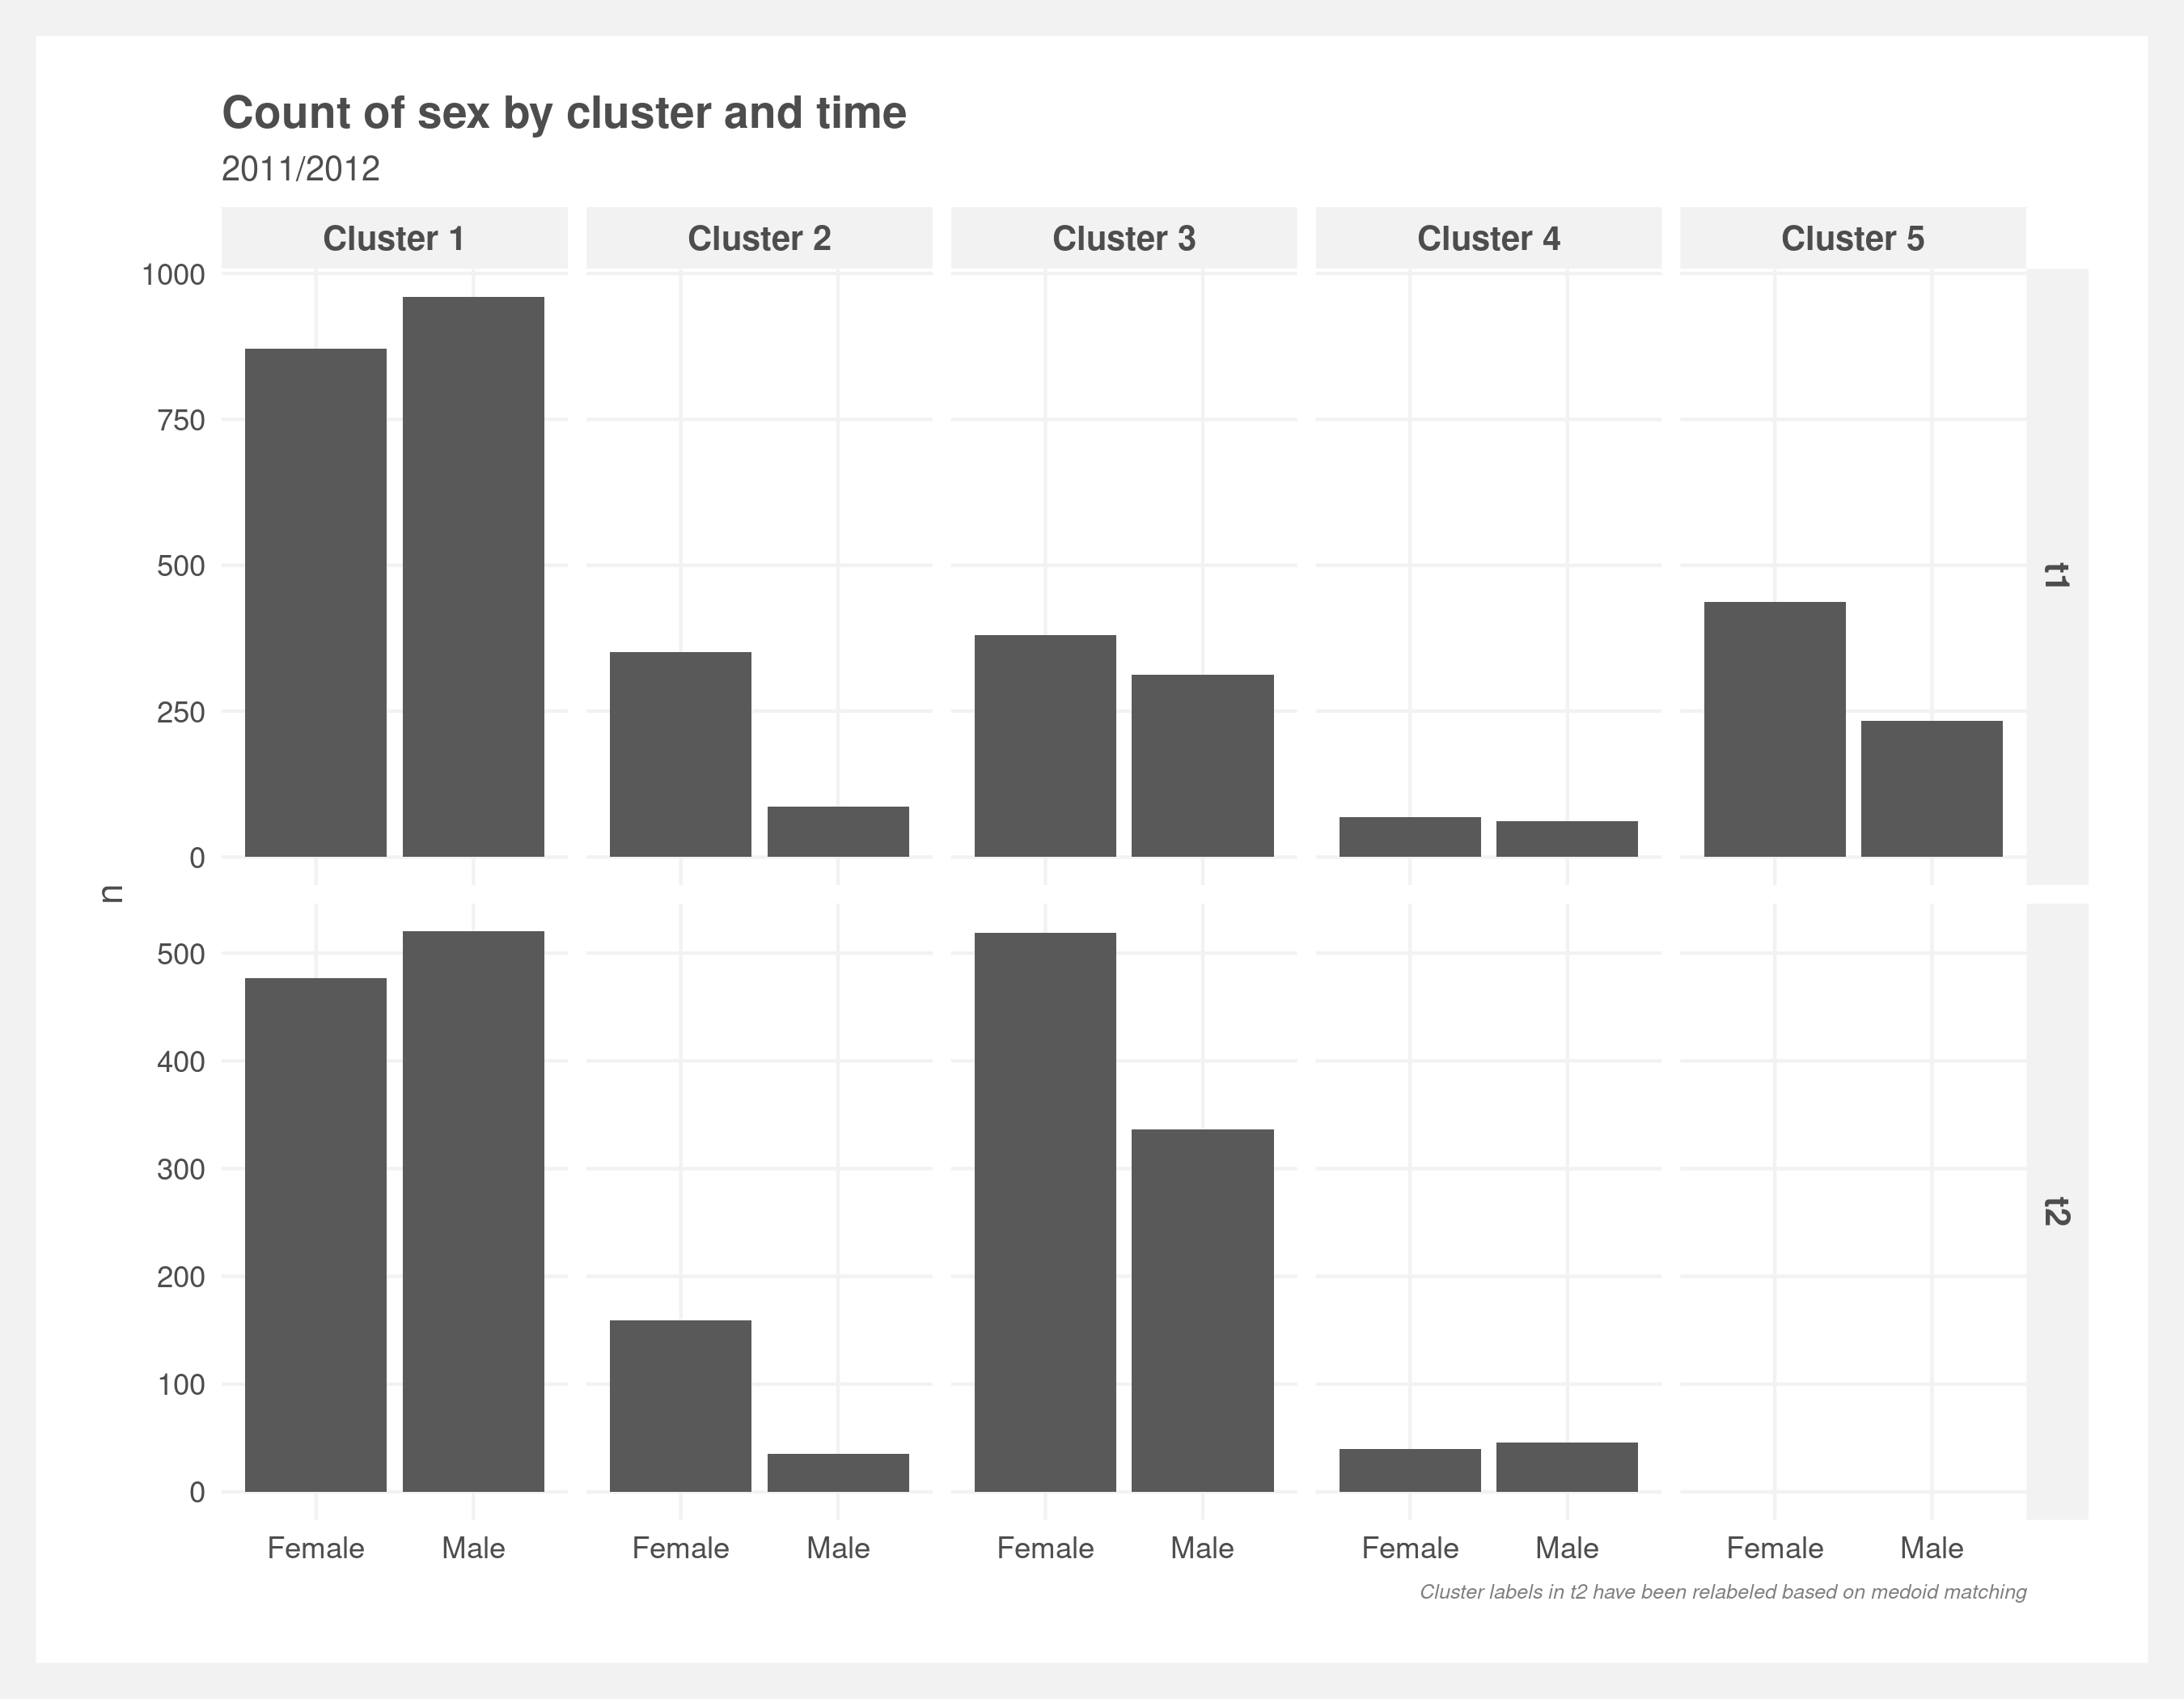 Count of sex by cluster and time
2011/2012
Cluster 1 Cluster 2 Cluster 3 Cluster 4 Cluster 5
1000
750
500
250
0
t1
n
500
400
300
200
100
0
t2
Female Male Female Male Female Male Female Male Female Male
Cluster labels in t2 have been relabeled based on medoid matching